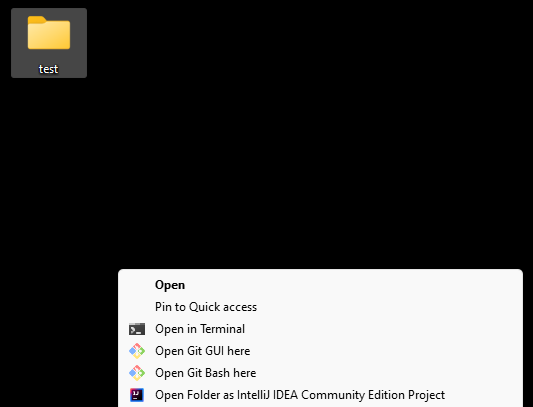 test
Open
Pin to Quick access
Open in Terminal
Open Git GUI here
Open Git Bash here
Open Folder as IntelliJ IDEA Community Edition Project